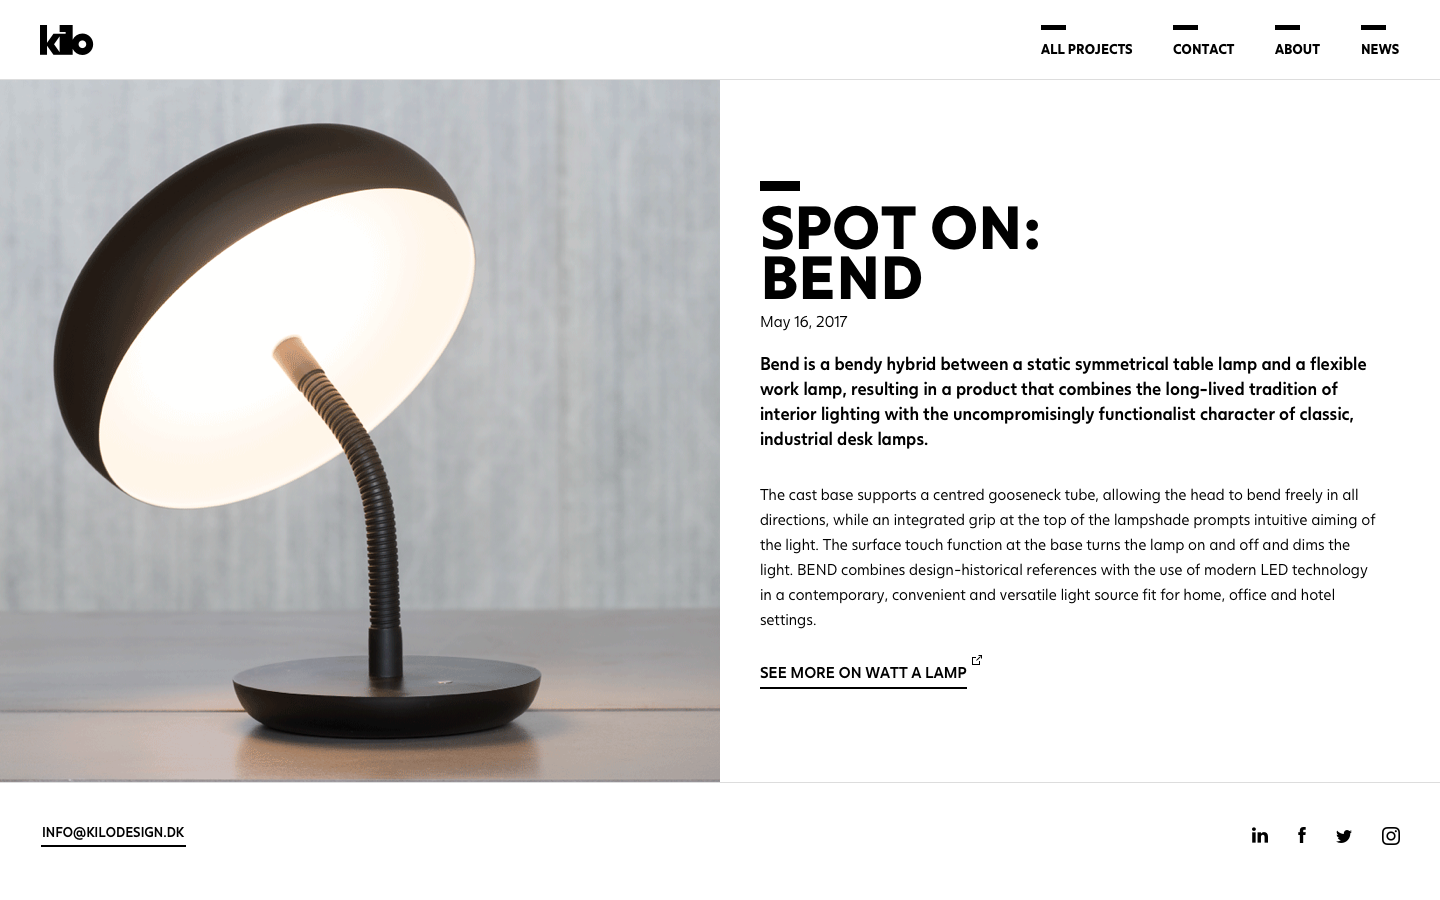 kilo
ALL PROJECTS
CONTACT
ABOUT
NEWS
SPOT ON:
BEND
May 16, 2017
Bend is a bendy hybrid between a static symmetrical table lamp and a flexible
work lamp, resulting in a product that combines the long-lived tradition of
interior lighting with the uncompromisingly functionalist character of classic,
industrial desk lamps.
The cast base supports a centred gooseneck tube, allowing the head to bend freely in all
directions, while an integrated grip at the top of the lampshade prompts intuitive aiming of
the light. The surface touch function at the base turns the lamp on and off and dims the
light. BEND combines design-historical references with the use of modern LED technology
in a contemporary, convenient and versatile light source fit for home, office and hotel
settings.
SEE MORE ON WATT A LAMP
INFO@KILODESIGN.DK